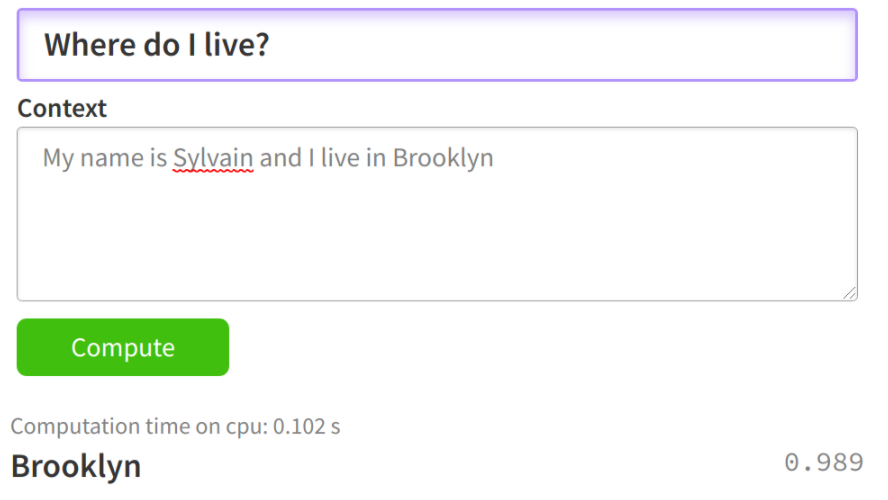 Where do I live?
Context
My name is Sylvain and I live in Brooklyn
Compute
Computation time on cpu: 0.102 s
Brooklyn 0.989